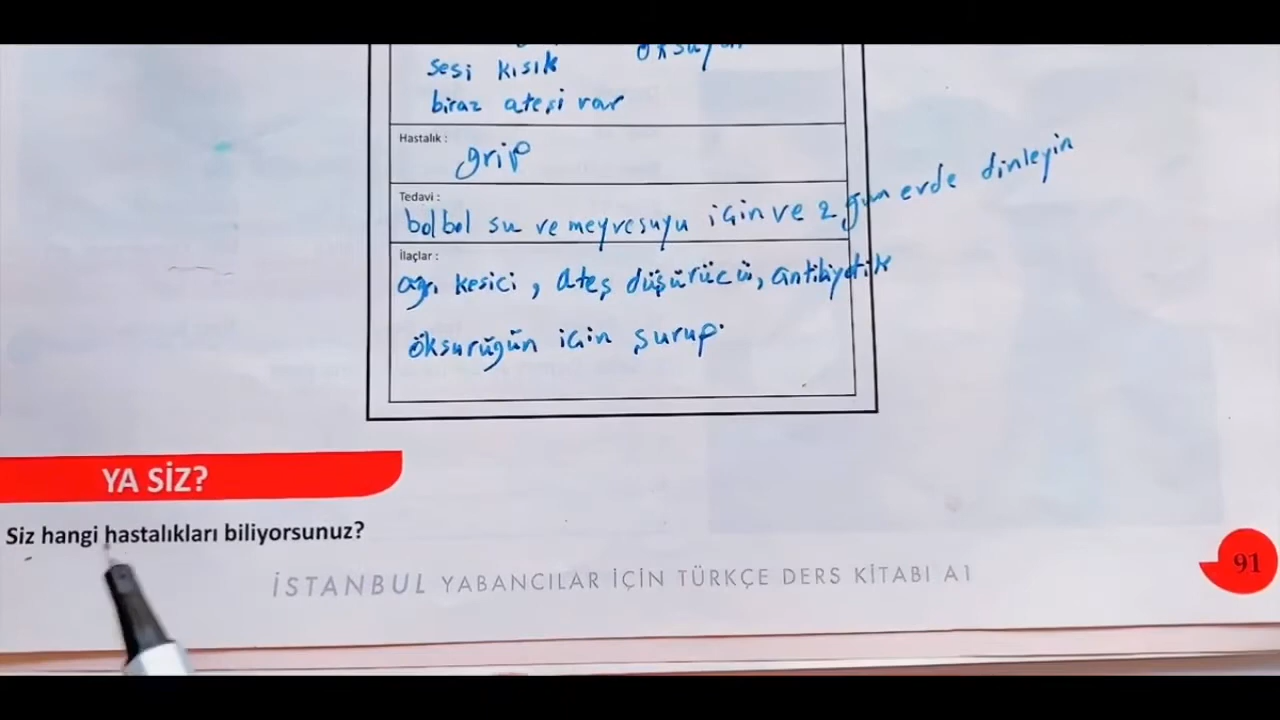 öksüyor
sesi kısık
biraz ateşi var
Hastalık :
grip
Tedavi :
bol bol su ve meyvesuyu için ve 2 gün evde dinleyin
İlaçlar :
ağrı kesici, ateş düşürücü, antibiyotik
öksurüğün için şurup
YA SİZ?
Siz hangi hastalıkları biliyorsunuz?
İSTANBUL YABANCILAR İÇİN TÜRKÇE DERS KİTABI A1
91